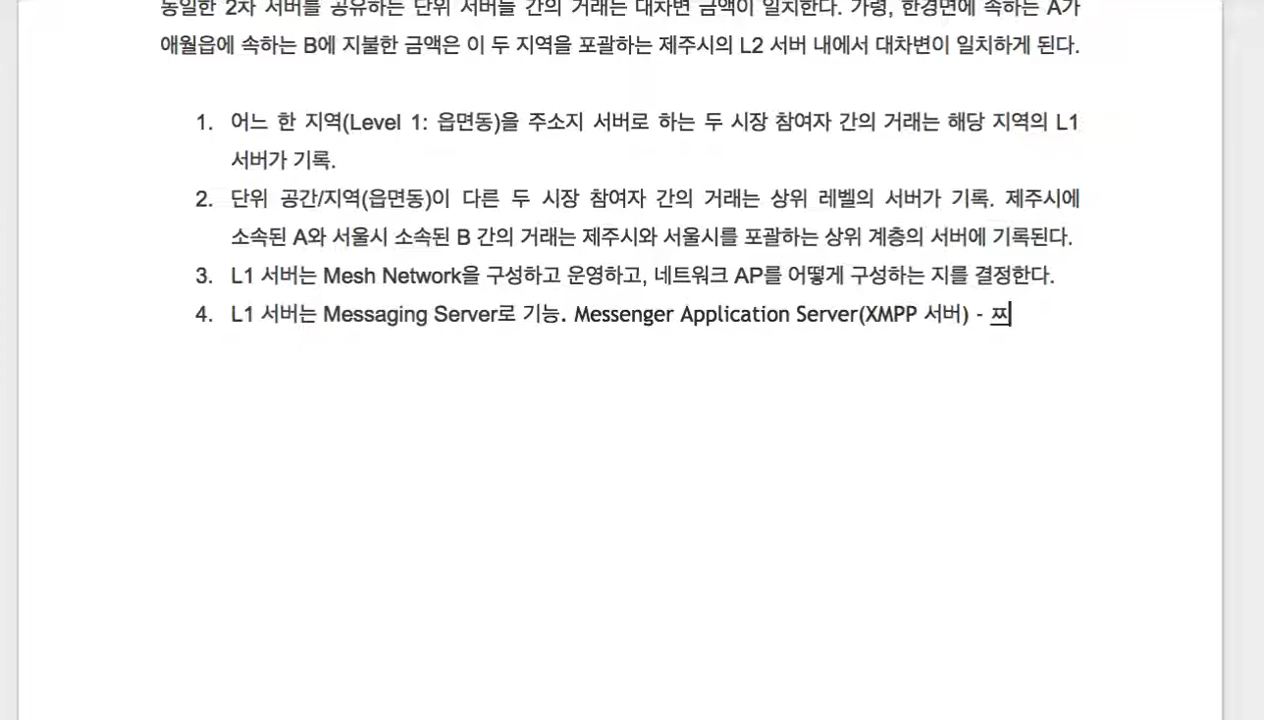 동일한 2차 서버를 공유하는 단위 서버들 간의 거래는 대차변 금액이 일치한다. 가령, 한경면에 속하는 A가
애월읍에 속하는 B에 지불한 금액은 이 두 지역을 포괄하는 제주시의 L2 서버 내에서 대차변이 일치하게 된다.
1. 어느 한 지역(Level 1: 읍면동)을 주소지 서버로 하는 두 시장 참여자 간의 거래는 해당 지역의 L1
서버가 기록.
2. 단위 공간/지역(읍면동)이 다른 두 시장 참여자 간의 거래는 상위 레벨의 서버가 기록. 제주시에
소속된 A와 서울시 소속된 B 간의 거래는 제주시와 서울시를 포괄하는 상위 계층의 서버에 기록된다.
3. L1 서버는 Mesh Network을 구성하고 운영하고, 네트워크 AP를 어떻게 구성하는 지를 결정한다.
4. L1 서버는 Messaging Server로 기능. Messenger Application Server(XMPP 서버) - 쯔